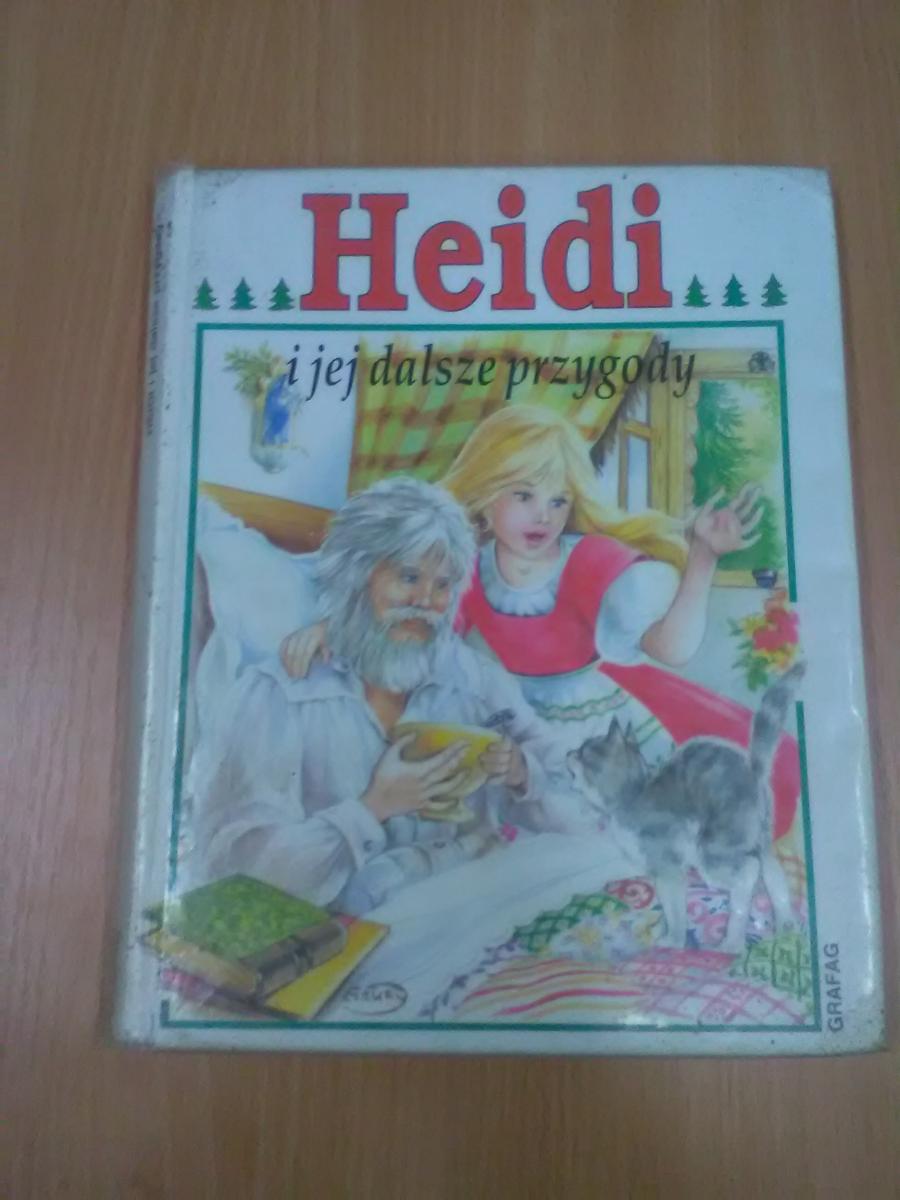 Heidi
i jej dalsze przygody
GRAFAG